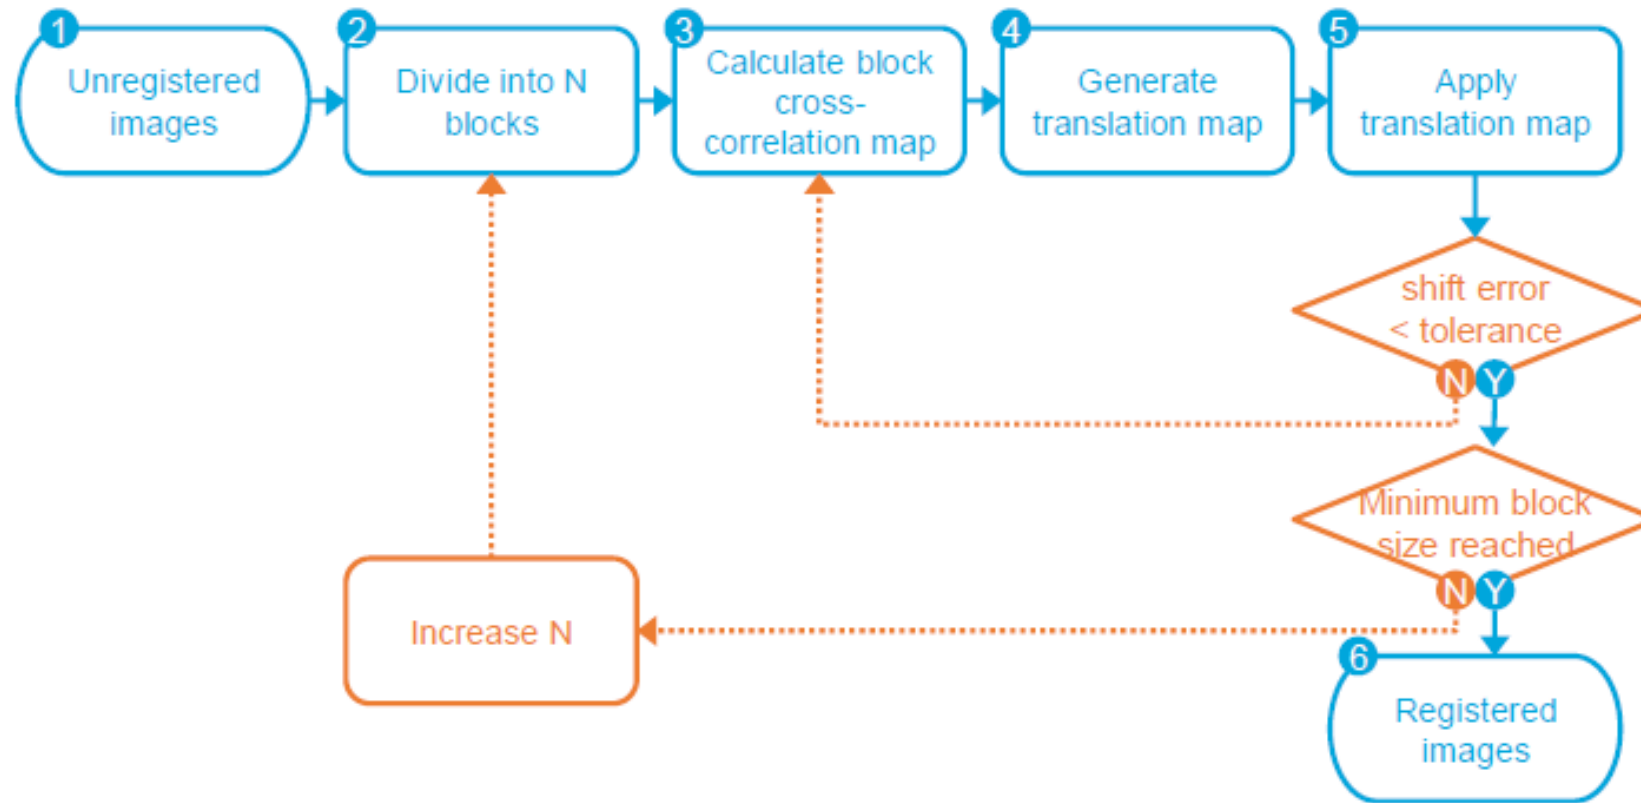 1
Unregistered
images
2
Divide into N
blocks
3
Calculate block
cross-
correlation map
4
Generate
translation map
5
Apply
translation map
shift error
< tolerance
N Y
Minimum block
size reached
N Y
Increase N
6
Registered
images